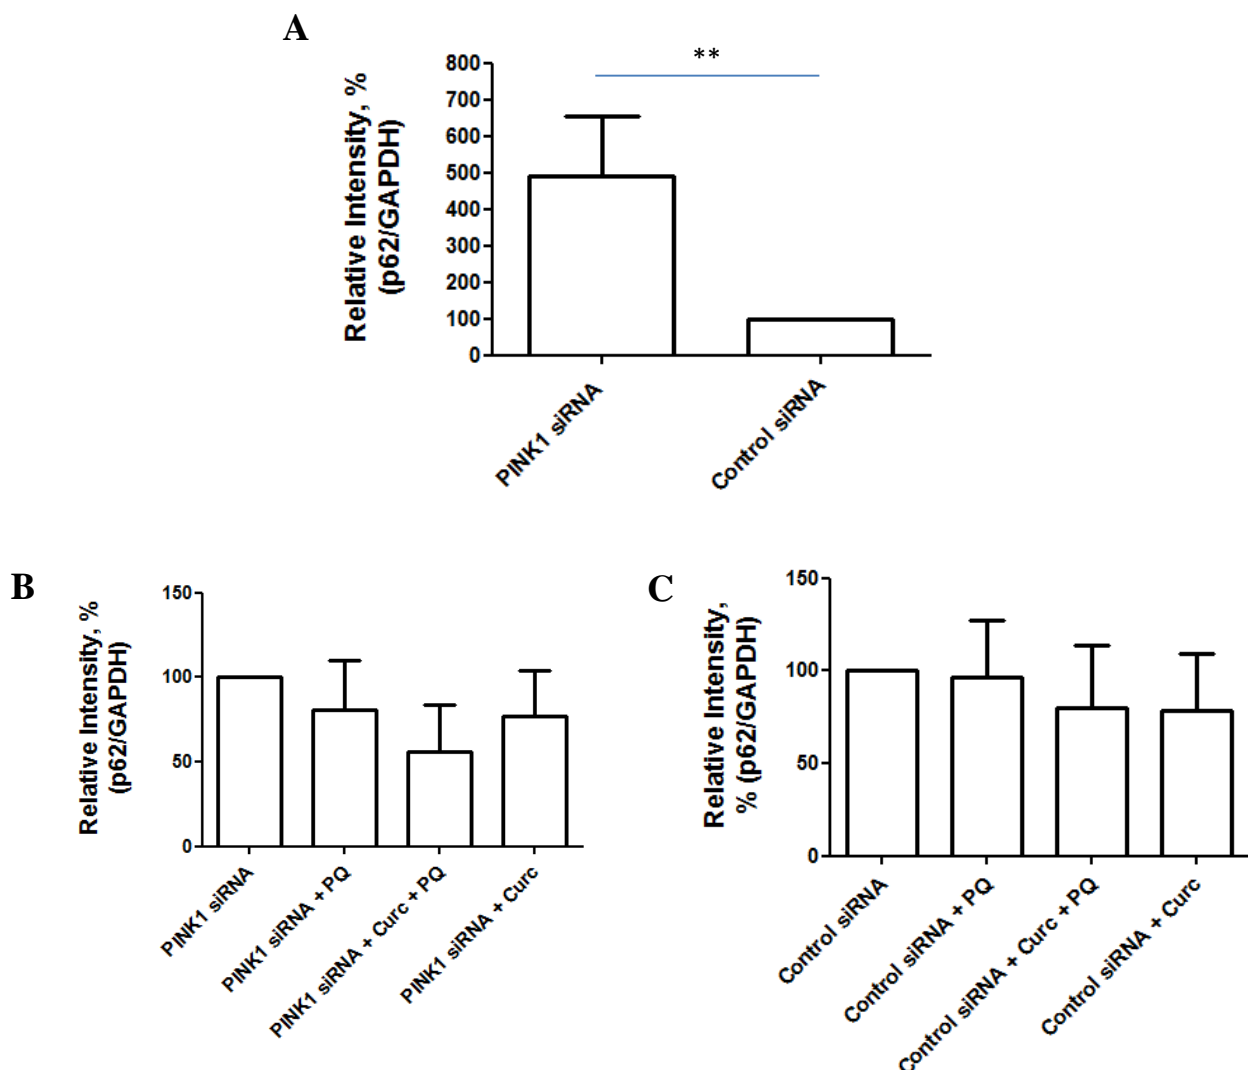 A
**
Relative Intensity, %
(p62/GAPDH)
800
700
600
500
400
300
200
100
0
PINK1 siRNA
Control siRNA
B
Relative Intensity, %
(p62/GAPDH)
150
100
50
0
PINK1 siRNA
PINK1 siRNA + PQ
PINK1 siRNA + Curc + PQ
PINK1 siRNA + Curc
C
Relative Intensity,
% (p62/GAPDH)
150
100
50
0
Control siRNA
Control siRNA + PQ
Control siRNA + Curc + PQ
Control siRNA + Curc